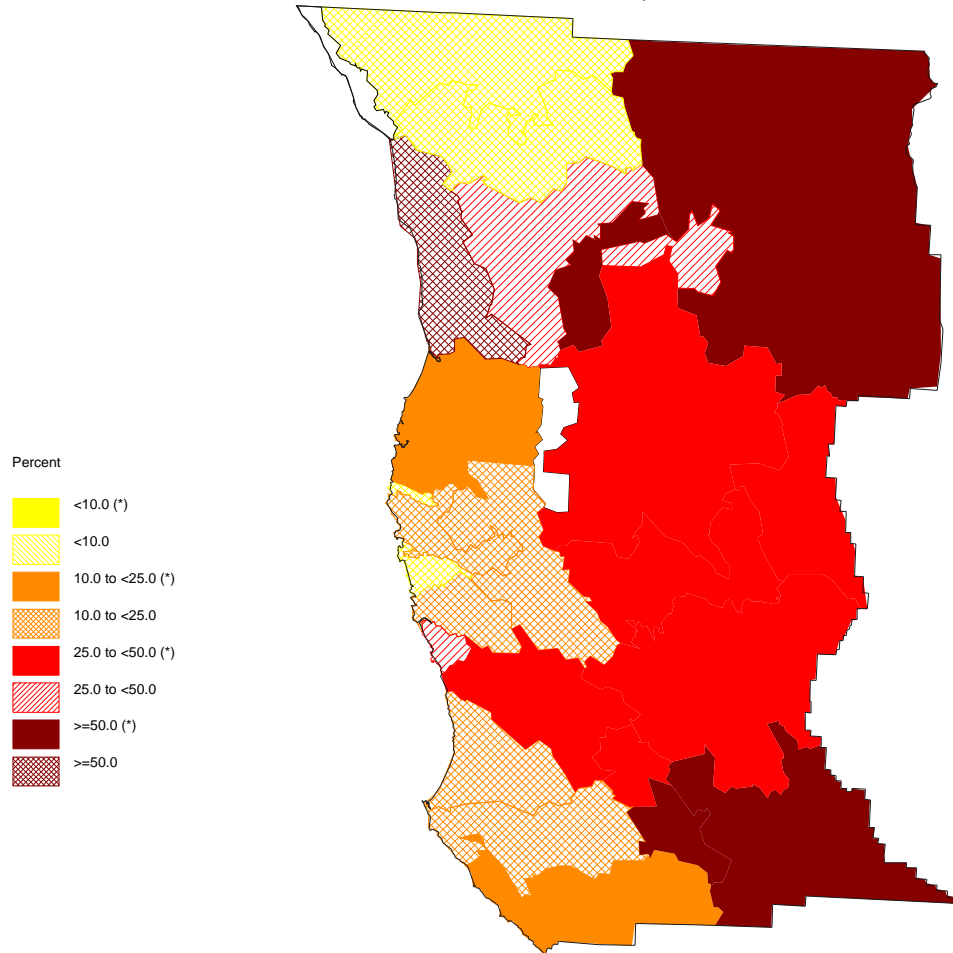 Percent
<10.0 (*)
<10.0
10.0 to <25.0 (*)
10.0 to <25.0
25.0 to <50.0 (*)
25.0 to <50.0
>=50.0 (*)
>=50.0